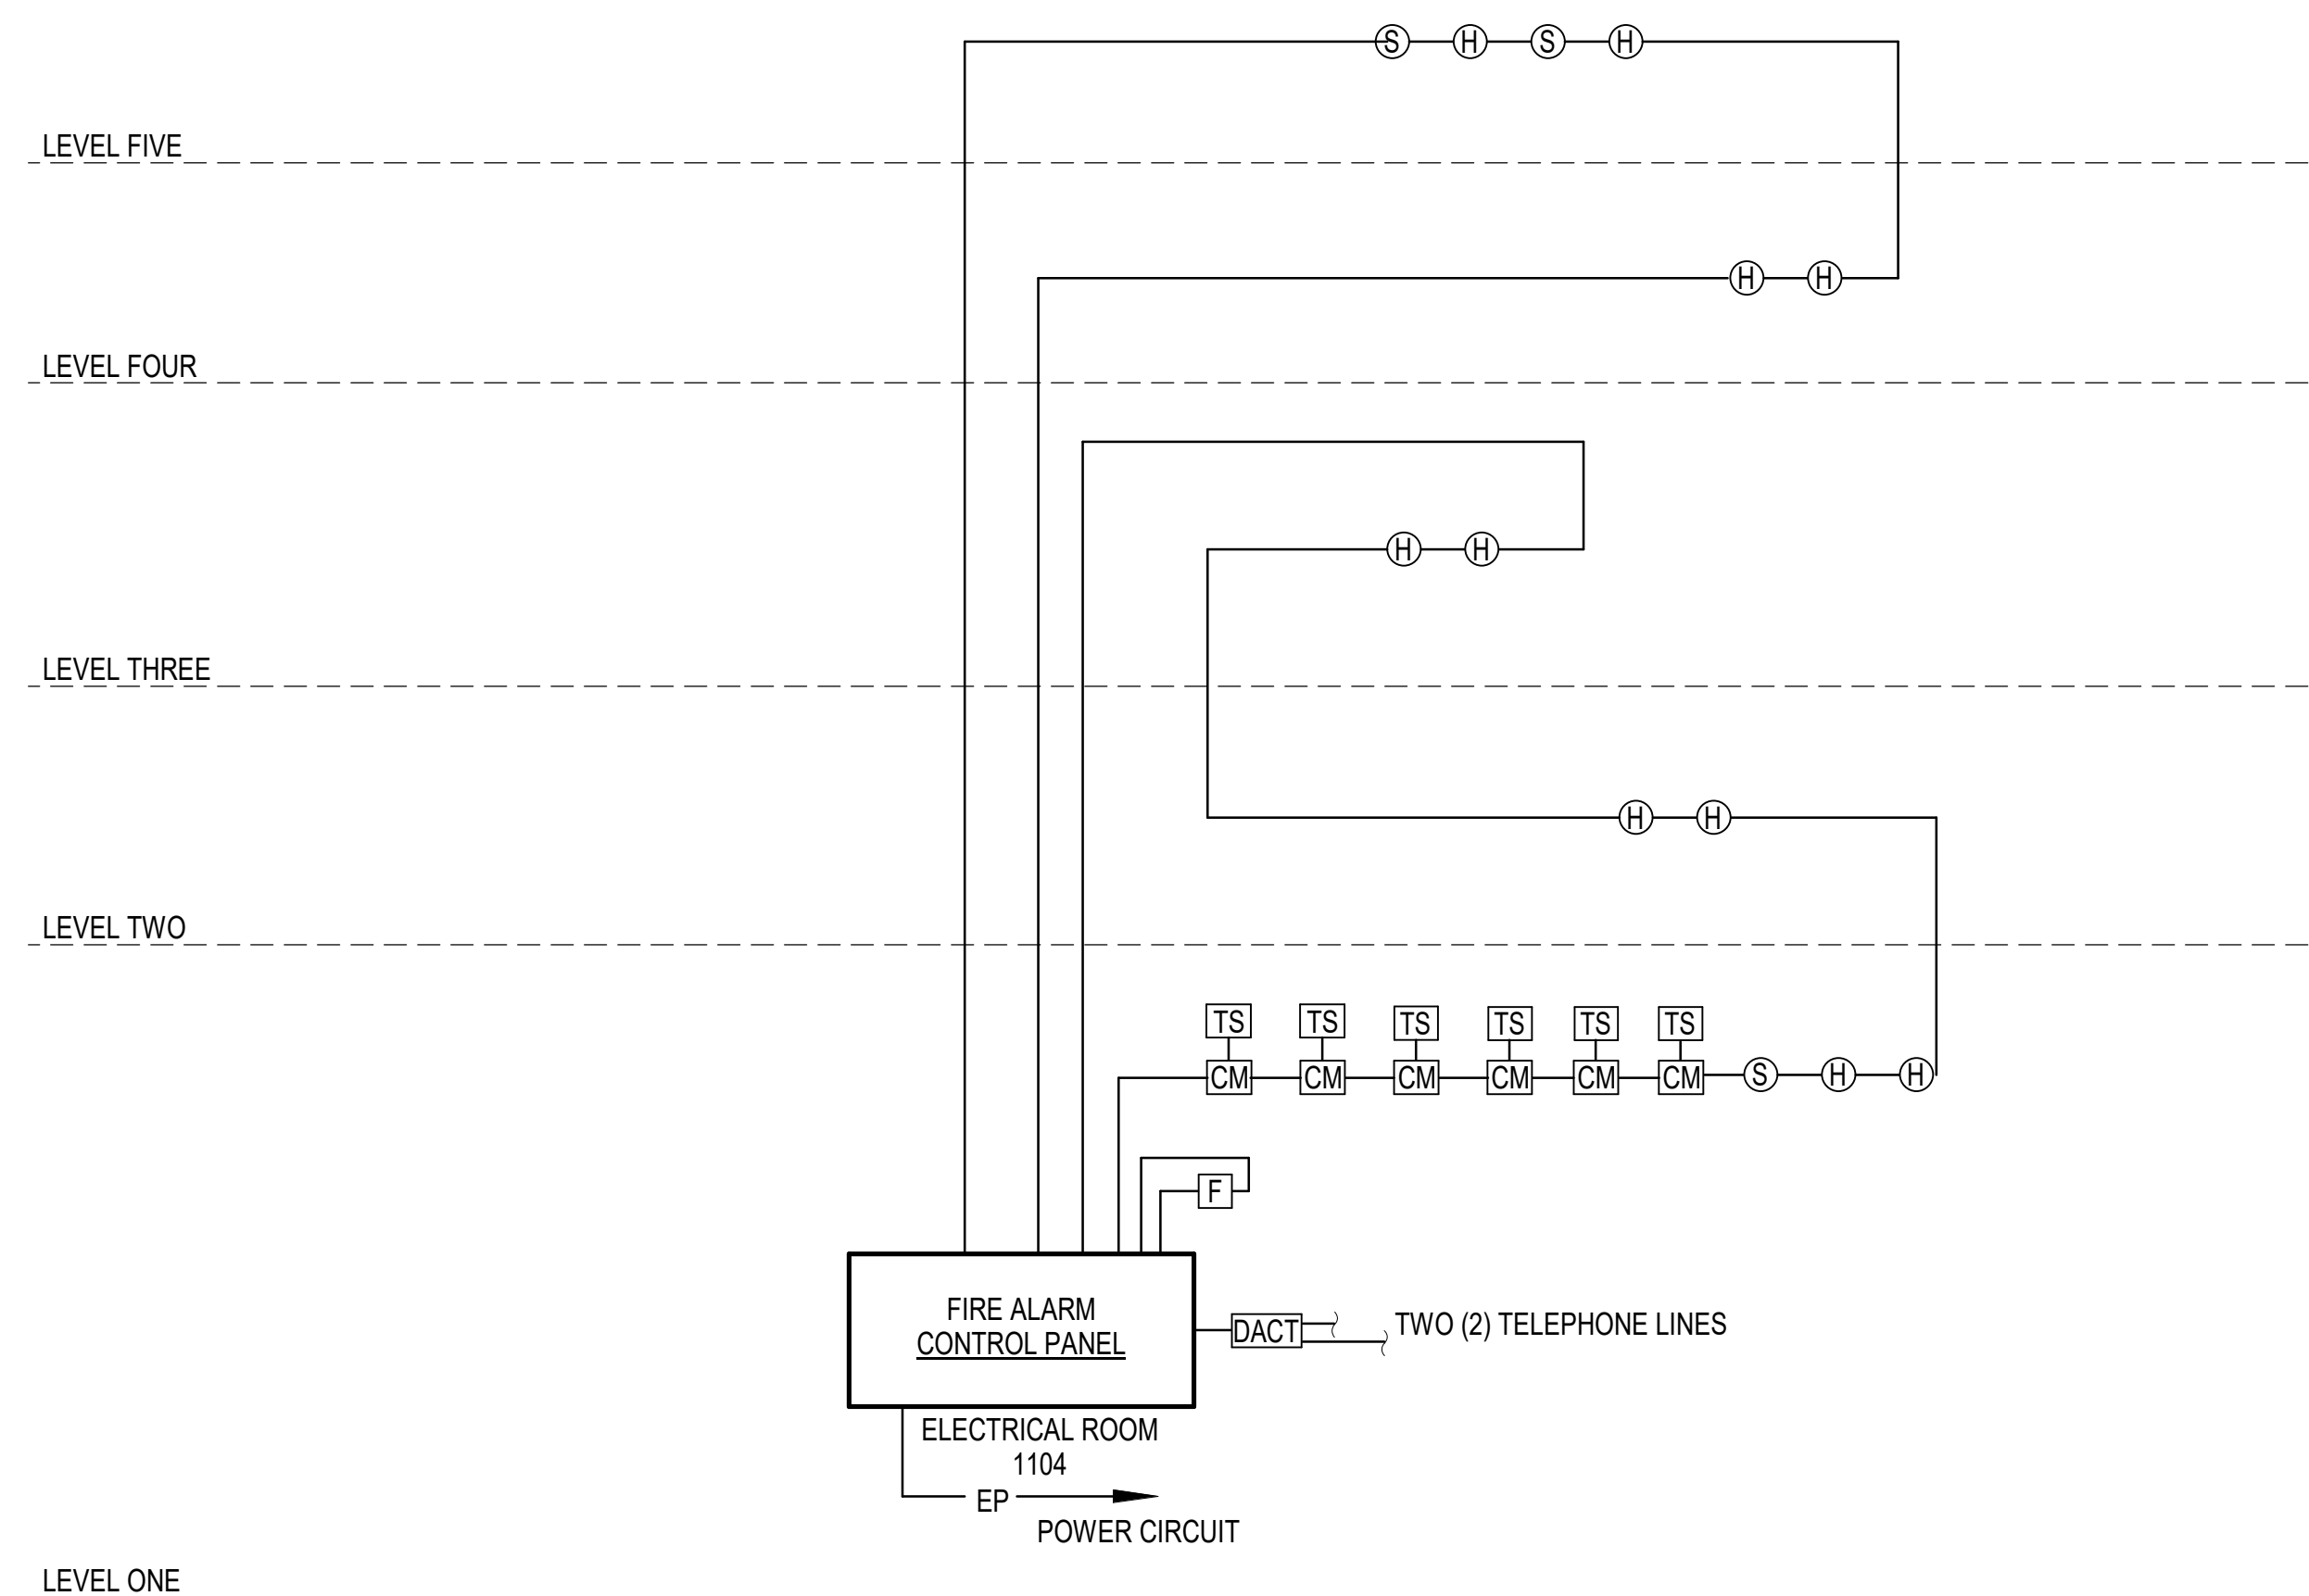 S H S H
LEVEL FIVE
H H
LEVEL FOUR
H H
LEVEL THREE
H H
LEVEL TWO
TS TS TS TS TS TS
CM CM CM CM CM CM S H H
F
FIRE ALARM
CONTROL PANEL
DACT
TWO (2) TELEPHONE LINES
ELECTRICAL ROOM
1104
EP
POWER CIRCUIT
LEVEL ONE